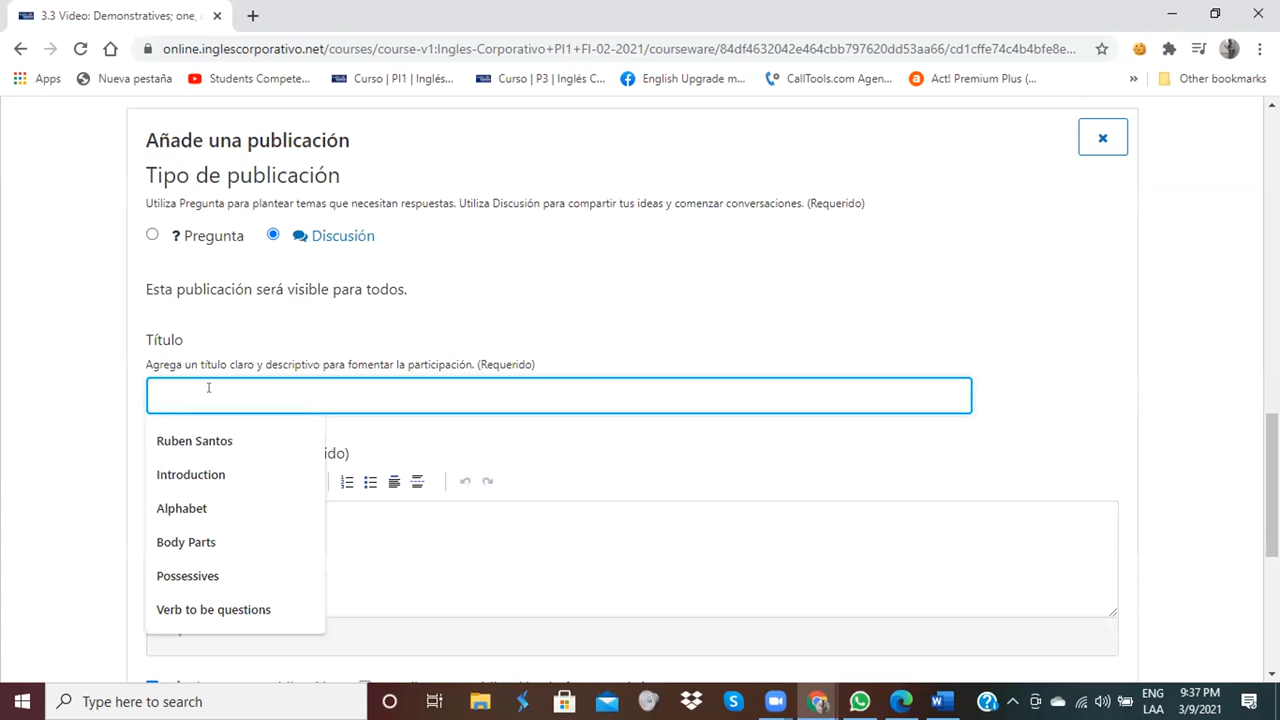 3.3 Video: Demonstratives; one,
online.inglescorporativo.net/courses/course-v1:Ingles-Corporativo+PI1+FI-02-2021/courseware/84df4632042e464cbb797620dd53aa66/cd1cffe74c4b4bfe8e...
Apps Nueva pestaña Students Compete... Curso | PI1 | Inglés... Curso | P3 | Inglés C... English Upgrade m... CallTools.com Agen... Act! Premium Plus (... » Other bookmarks
Añade una publicación
Tipo de publicación
Utiliza Pregunta para plantear temas que necesitan respuestas. Utiliza Discusión para compartir tus ideas y comenzar conversaciones. (Requerido)
? Pregunta Discusión
Esta publicación será visible para todos.
Título
Agrega un título claro y descriptivo para fomentar la participación. (Requerido)
Ruben Santos
ido)
Introduction
Alphabet
Body Parts
Possessives
Verb to be questions
Type here to search
ENG 9:37 PM
LAA 3/9/2021